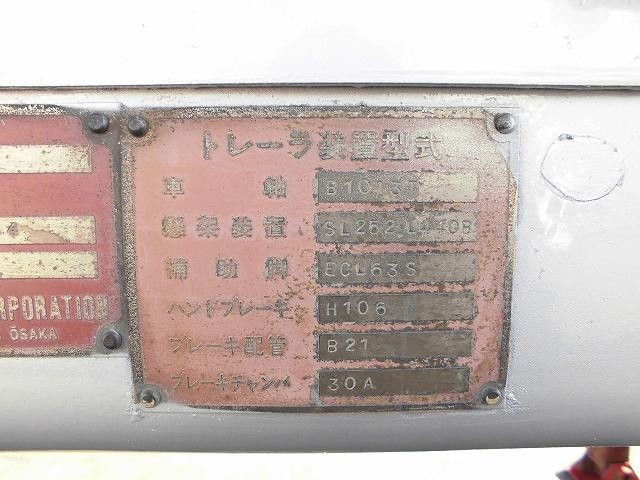 トレーラ装置型式
車軸
懸架装置 SL252
補助脚 ECL63S
ハンドブレーキ H106
ブレーキ配管 B21
ブレーキチャンバ 30A
4
RPORATION
ŌSAKA